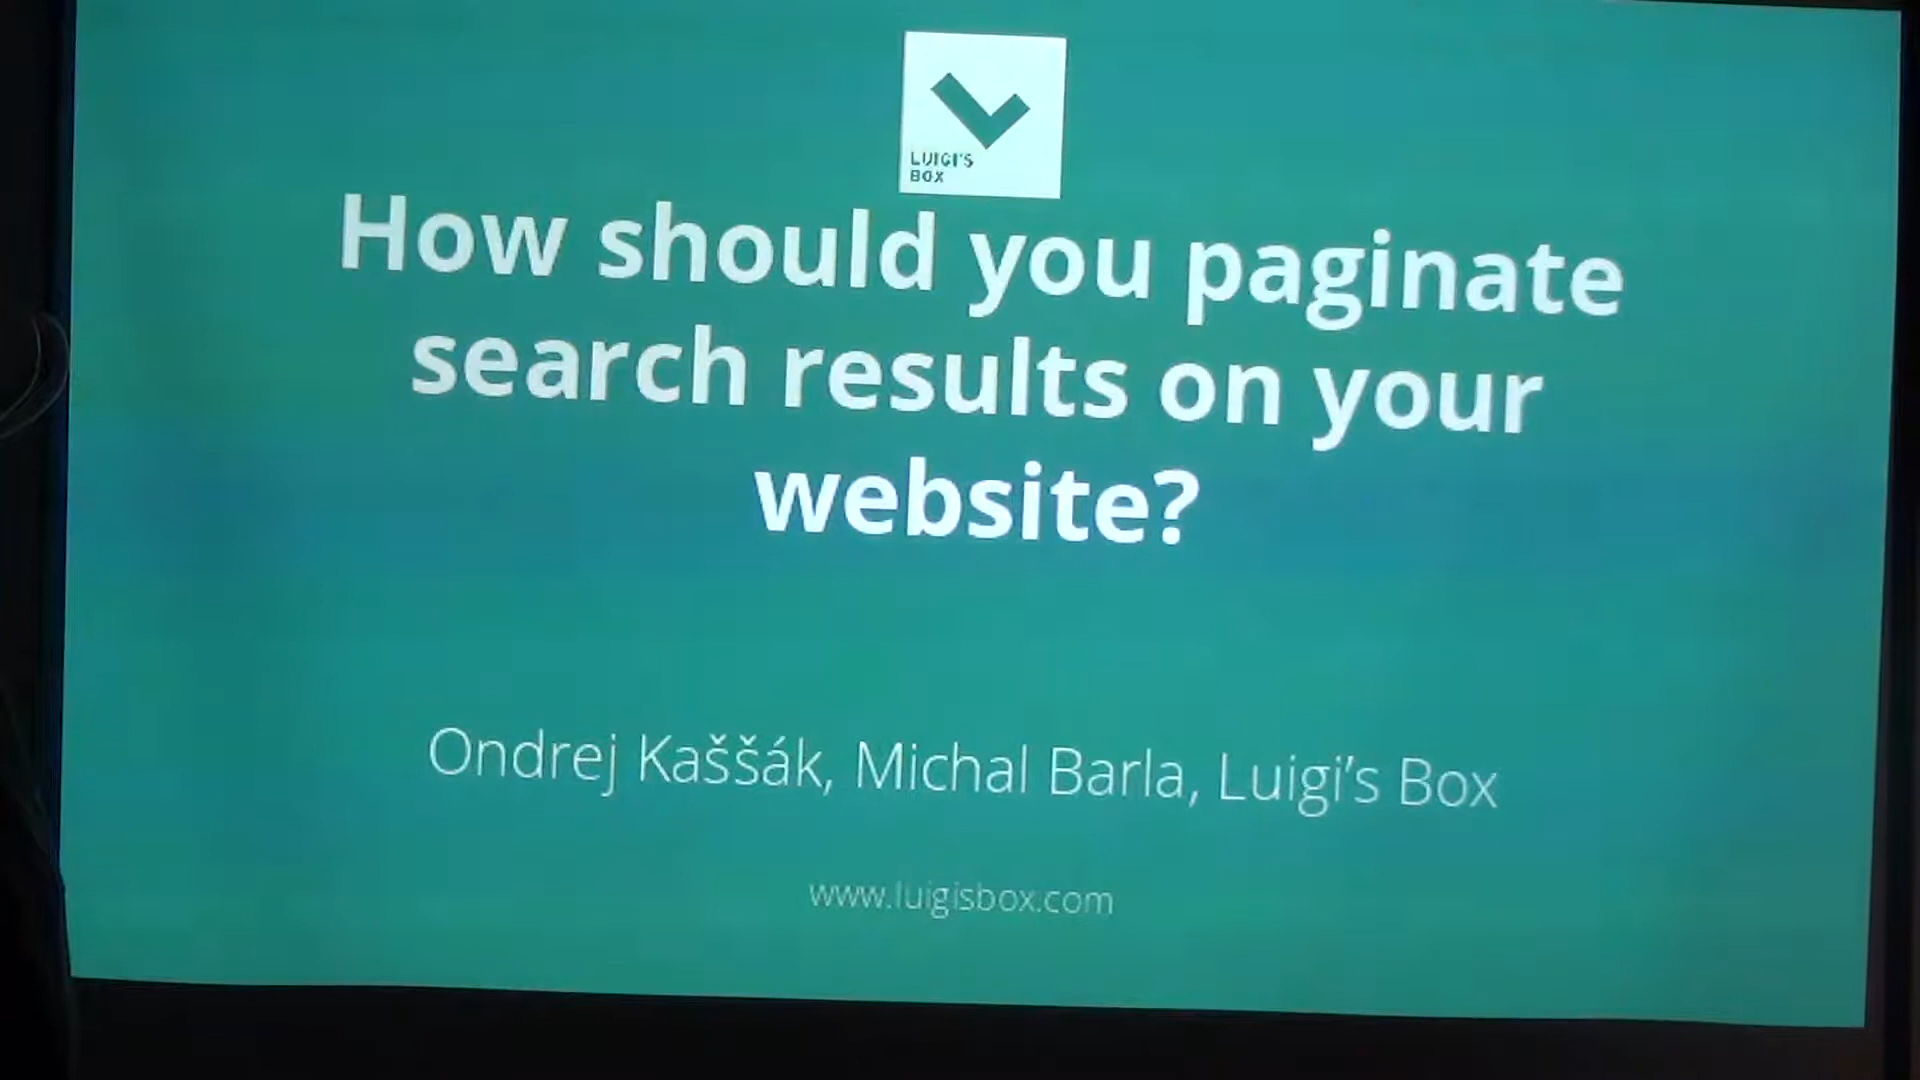 LUIGI'S
BOX
How should you paginate
search results on your
website?
Ondrej Kaššák, Michal Barla, Luigi's Box
www.luigisbox.com